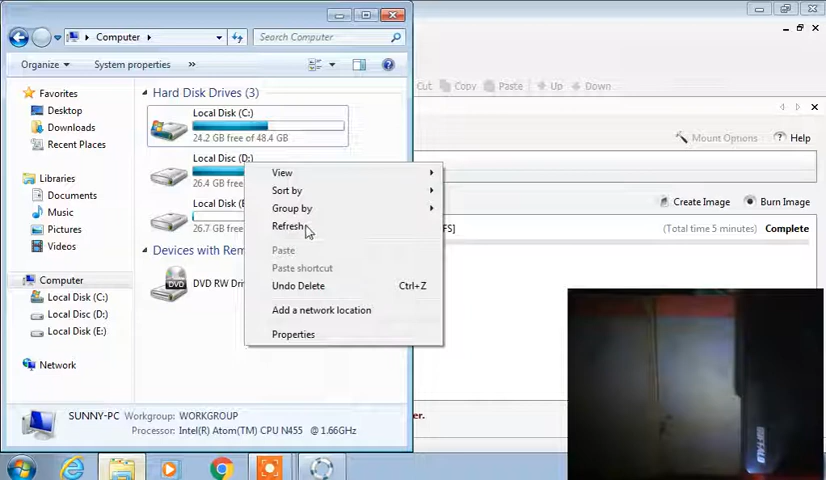 Computer
Search Computer
Organize
System properties
»
Favorites
Desktop
Downloads
Recent Places
Libraries
Documents
Music
Pictures
Videos
Computer
Local Disk (C:)
Local Disc (D:)
Local Disk (E:)
Network
Hard Disk Drives (3)
Local Disk (C:)
24.2 GB free of 48.4 GB
Local Disc (D:)
26.4 GB free
Local Disk (
26.7 GB free
Devices with Rem
DVD RW Dri
View
Sort by
Group by
Refresh
Paste
Paste shortcut
Undo Delete Ctrl+Z
Add a network location
Properties
SUNNY-PC Workgroup: WORKGROUP
Processor: Intel(R) Atom(TM) CPU N455 @ 1.66GHz
Cut Copy Paste Up Down
Mount Options Help
Create Image Burn Image
FS] (Total time 5 minutes) Complete
er.
BUFFALO